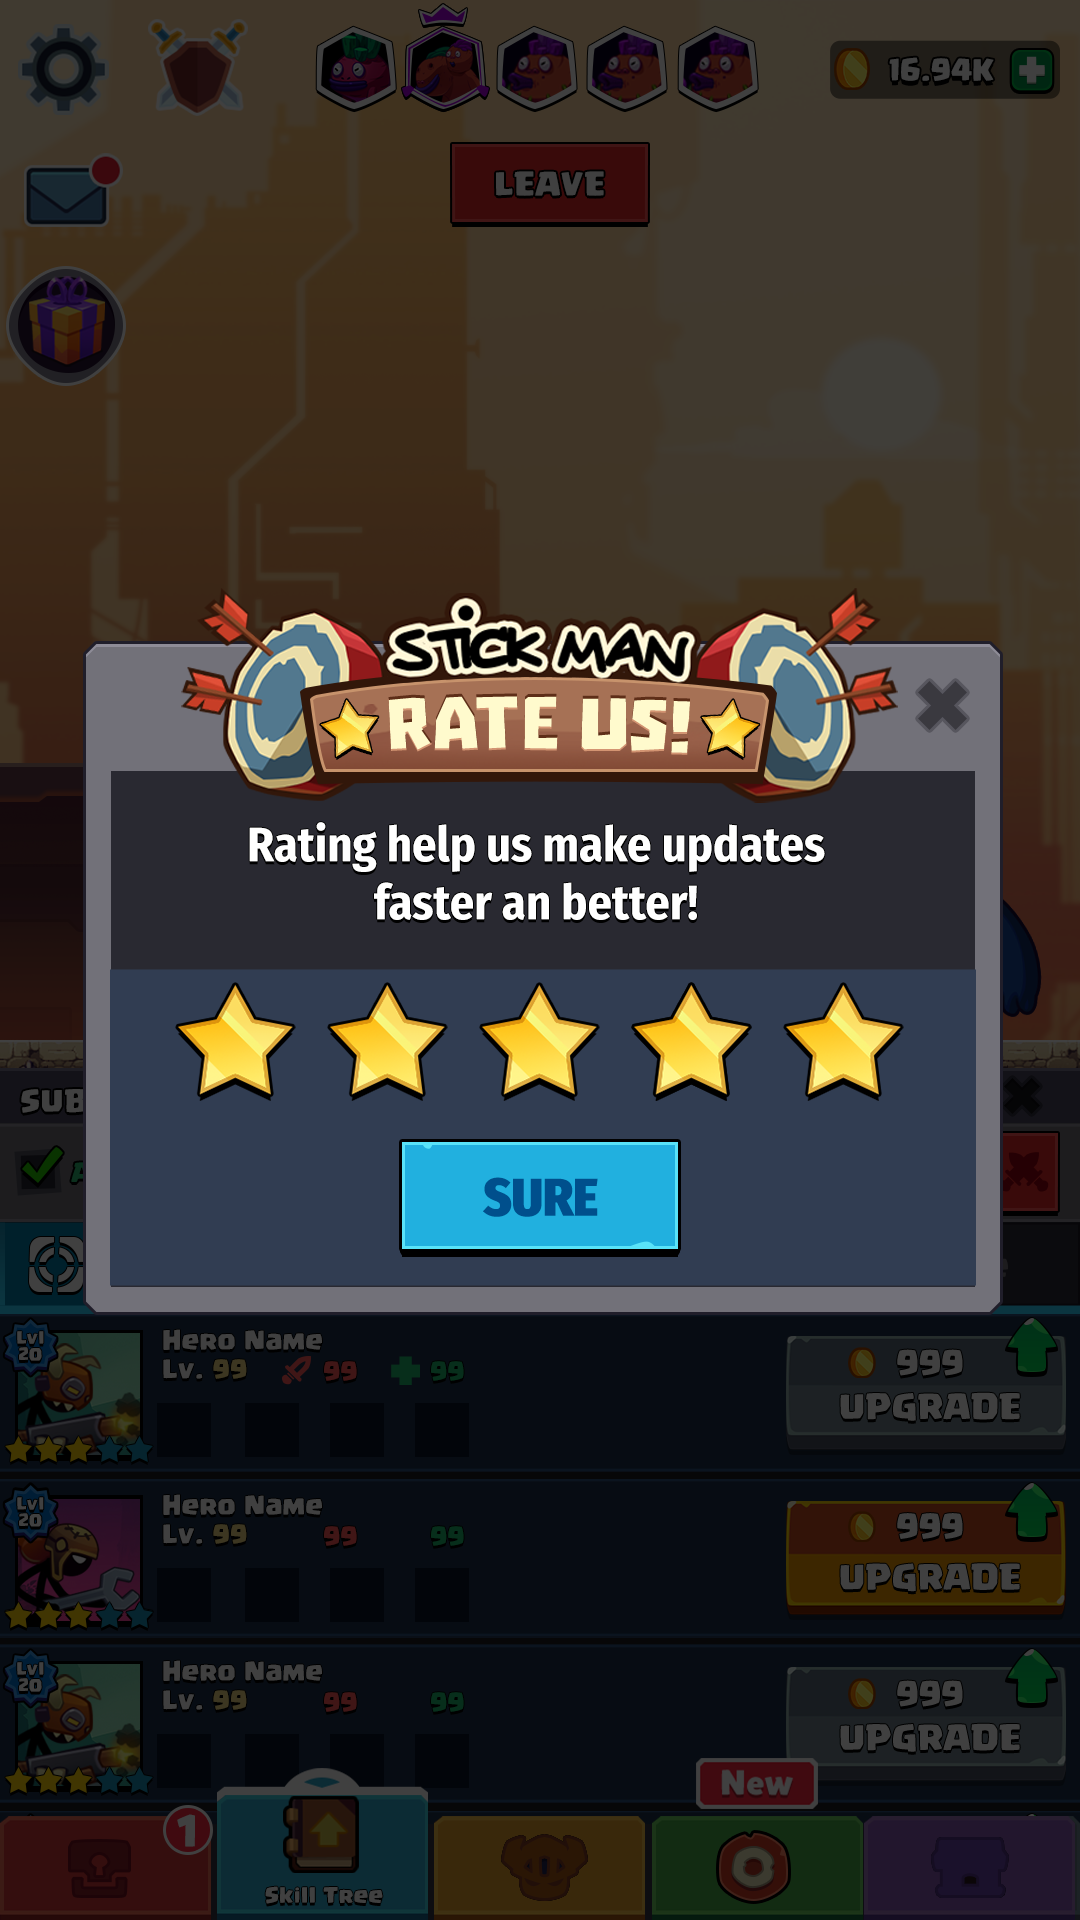 16.94K
LEAVE
STICK MAN
RATE US!
Rating help us make updates
faster an better!
SURE
SUB
Lvl
20
Hero Name
Lv. 99 99 99
999
UPGRADE
Lvl
20
Hero Name
Lv. 99 99 99
999
UPGRADE
Lvl
20
Hero Name
Lv. 99 99 99
999
UPGRADE
New
1
Skill Tree